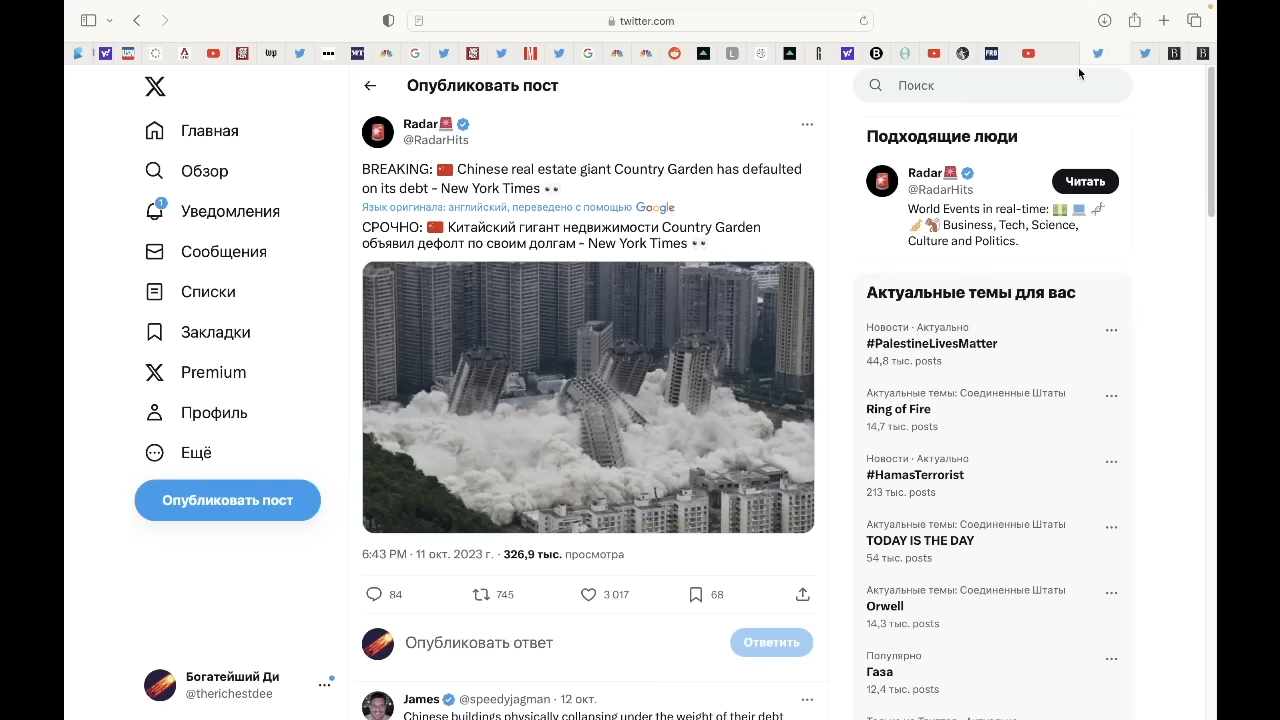 twitter.com
Главная
Обзор
1
Уведомления
Сообщения
Списки
Закладки
Premium
Профиль
Ещё
Опубликовать пост
Богатейший Ди
@therichestdee
Опубликовать пост
Radar
@RadarHits
BREAKING: 🇨🇳 Chinese real estate giant Country Garden has defaulted
on its debt - New York Times 👀
Язык оригинала: английский, переведено с помощью Google
СРОЧНО: 🇨🇳 Китайский гигант недвижимости Country Garden
объявил дефолт по своим долгам - New York Times 👀
6:43 PM · 11 окт. 2023 г. · 326,9 тыс. просмотра
84 745 3 017 68
Опубликовать ответ
Ответить
James @speedyjagman · 12 окт.
Chinese buildings physically collapsing under the weight of their debt
Поиск
Подходящие люди
Radar
@RadarHits
Читать
World Events in real-time:
Business, Tech, Science,
Culture and Politics.
Актуальные темы для вас
Новости · Актуально
#PalestineLivesMatter
44,8 тыс. posts
Актуальные темы: Соединенные Штаты
Ring of Fire
14,7 тыс. posts
Новости · Актуально
#HamasTerrorist
213 тыс. posts
Актуальные темы: Соединенные Штаты
TODAY IS THE DAY
54 тыс. posts
Актуальные темы: Соединенные Штаты
Orwell
14,3 тыс. posts
Популярно
Газа
12,4 тыс. posts